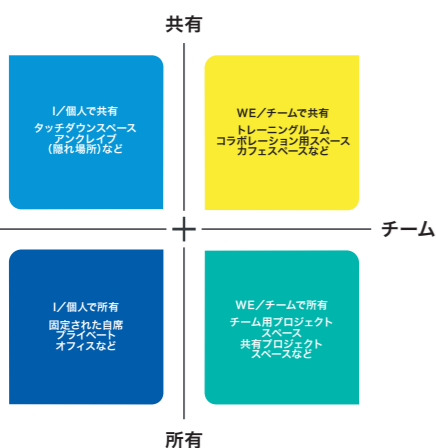 共有
I/個人で共有
タッチダウンスペース
アンクレイブ
(隠れ場所)など
WE/チームで共有
トレーニングルーム
コラボレーション用スペース
カフェスペースなど
チーム
I/個人で所有
固定された自席
プライベート
オフィスなど
WE/チームで所有
チーム用プロジェクト
スペース
共有プロジェクト
スペースなど
所有